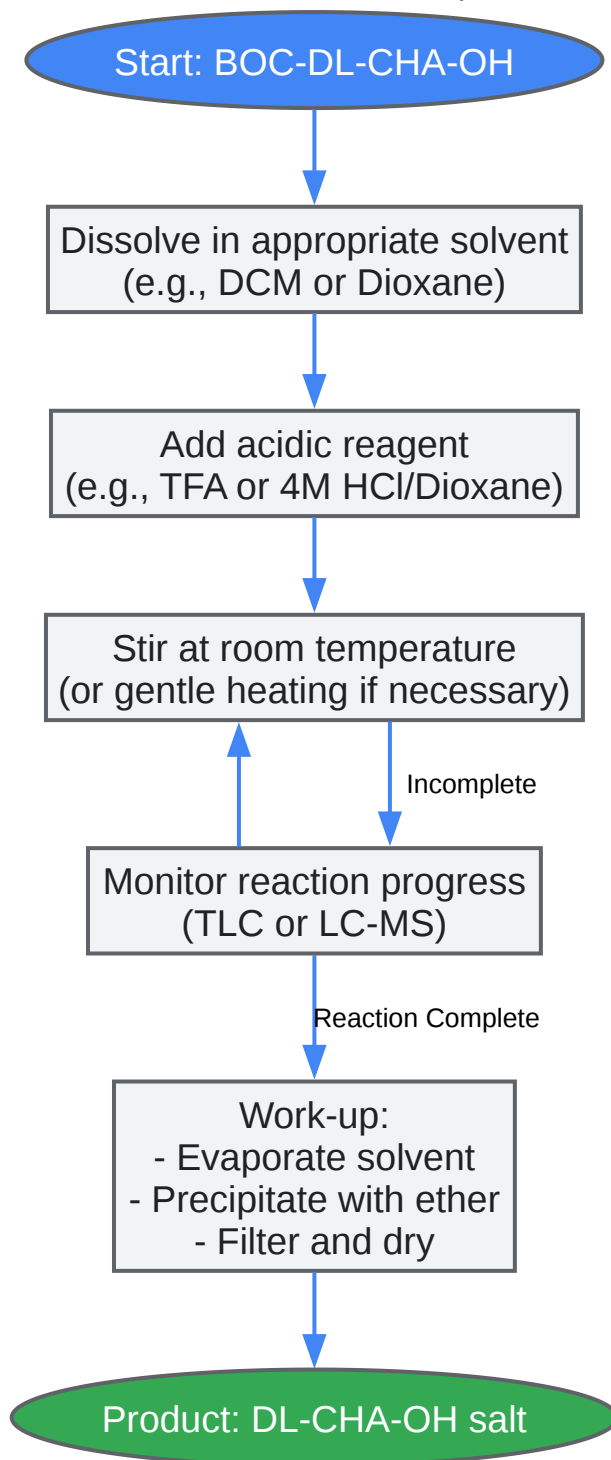 Start: BOC-DL-CHA-OH
Dissolve in appropriate solvent
(e.g., DCM or Dioxane)
Add acidic reagent
(e.g., TFA or 4M HCl/Dioxane)
Stir at room temperature
(or gentle heating if necessary)
Incomplete
Monitor reaction progress
(TLC or LC-MS)
Reaction Complete
Work-up:
- Evaporate solvent
- Precipitate with ether
- Filter and dry
Product: DL-CHA-OH salt